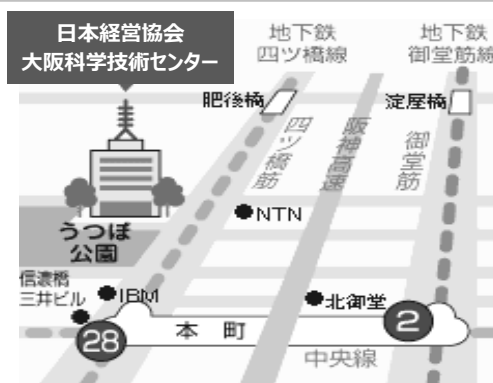 日本経営協会
大阪科学技術センター
地下鉄
四ツ橋線
地下鉄
御堂筋線
肥後橋
淀屋橋
四ツ橋筋
阪神高速
御堂筋
NTN
うつぼ
公園
信濃橋
三井ビル
IBM
北御堂
28
本町
2
中央線